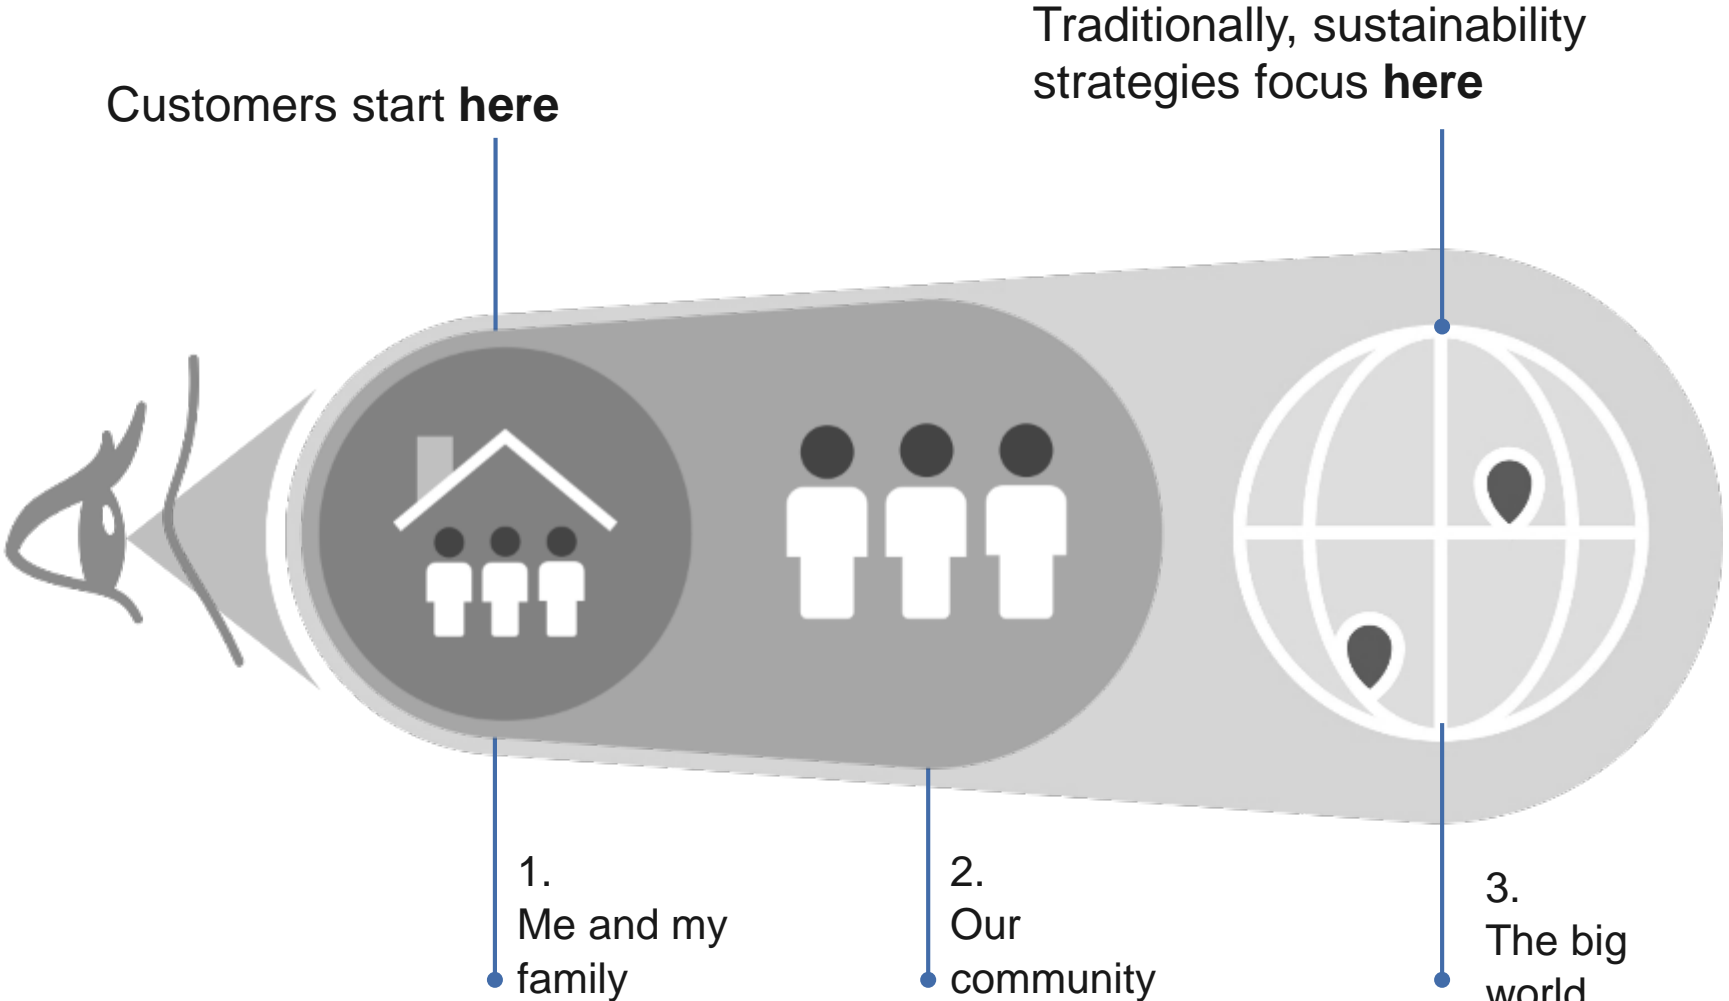 Traditionally, sustainability
strategies focus here
Customers start here
1.
Me and my
family
2.
Our
community
3.
The big
world